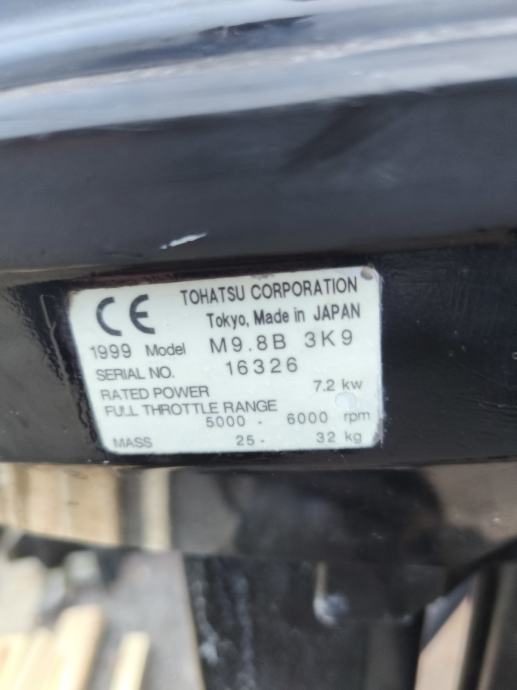 CE TOHATSU CORPORATION
Tokyo, Made in JAPAN
1999 Model M9.8B 3K9
SERIAL NO. 16326
RATED POWER 7.2 kw
FULL THROTTLE RANGE
5000 - 6000 rpm
MASS 25 - 32 kg